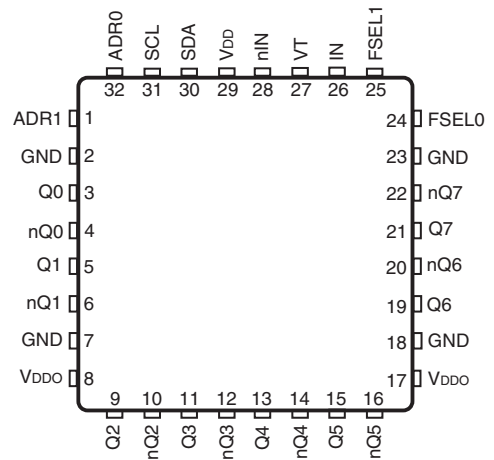 ADR0 SCL SDA VDD nIN VT IN FSEL1
32 31 30 29 28 27 26 25
ADR1 1 24 FSEL0
GND 2 23 GND
Q0 3 22 nQ7
nQ0 4 21 Q7
Q1 5 20 nQ6
nQ1 6 19 Q6
GND 7 18 GND
VDDO 8 17 VDDO
9 10 11 12 13 14 15 16
Q2 nQ2 Q3 nQ3 Q4 nQ4 Q5 nQ5